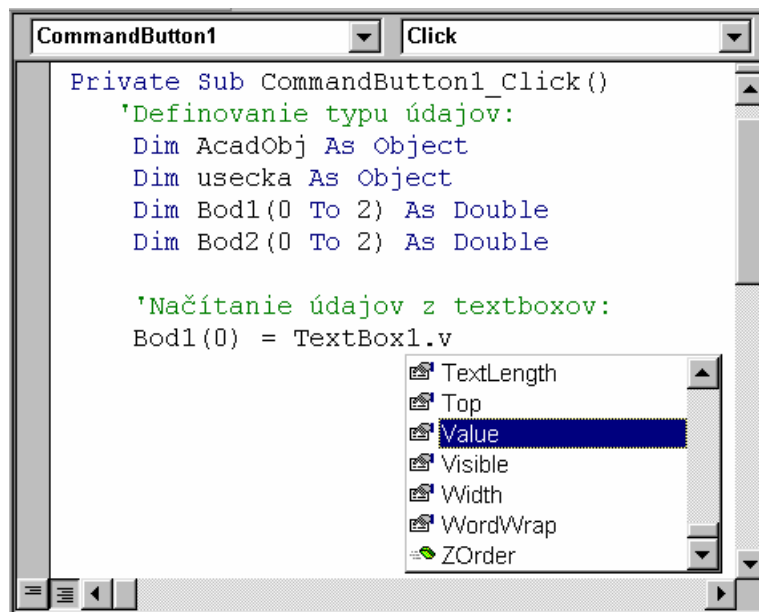 CommandButton1 Click
Private Sub CommandButton1_Click()
'Definovanie typu údajov:
Dim AcadObj As Object
Dim usecka As Object
Dim Bod1(0 To 2) As Double
Dim Bod2(0 To 2) As Double
'Načítanie údajov z textboxov:
Bod1(0) = TextBox1.v
TextLength
Top
Value
Visible
Width
WordWrap
ZOrder